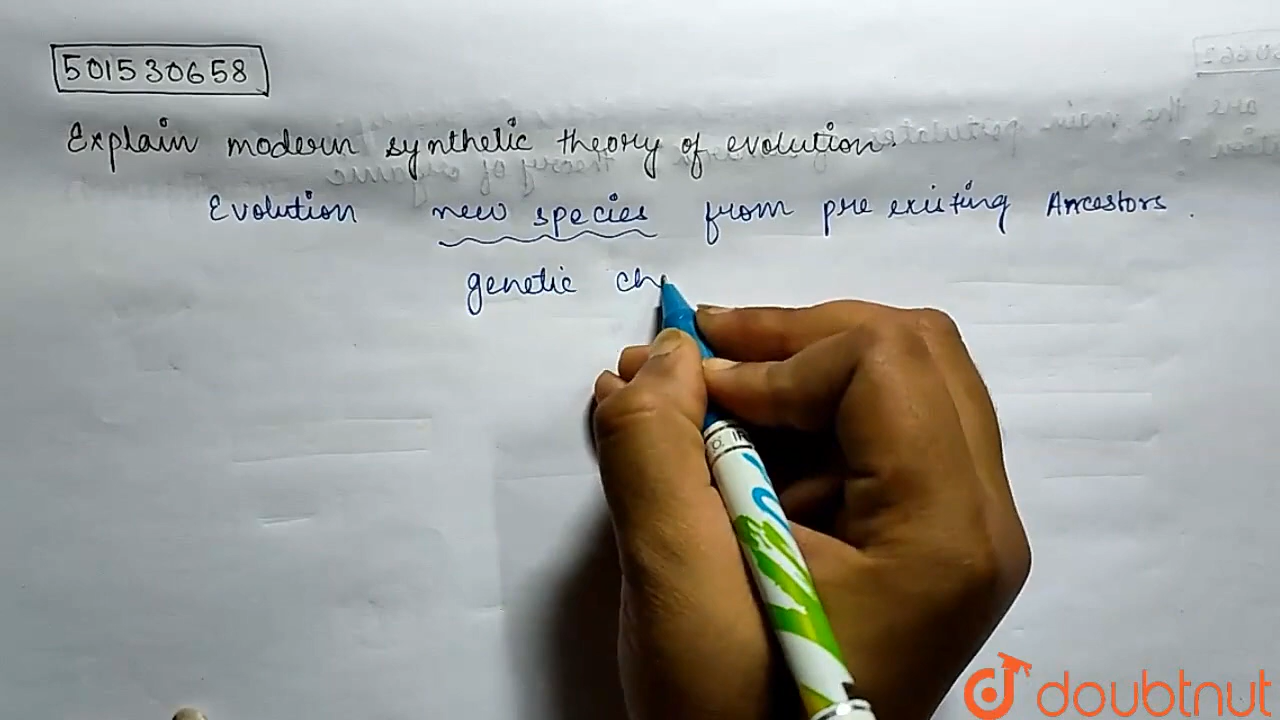 501530658
Explain modern synthetic theory of evolution
Evolution new species from pre existing Ancestors.
genetic ch
doubtnut